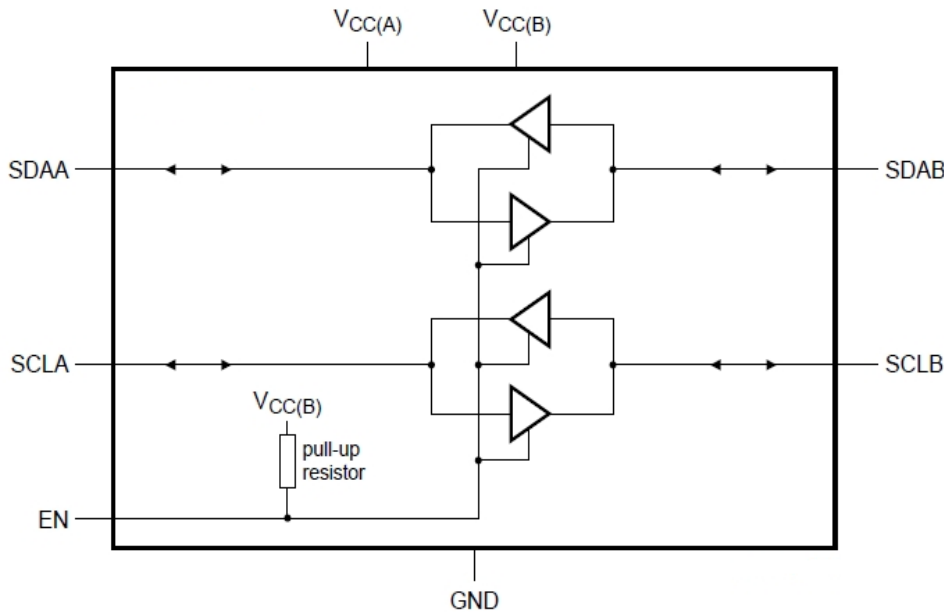 VCC(A)
VCC(B)
SDAA
SDAB
SCLA
SCLB
VCC(B)
pull-up
resistor
EN
GND